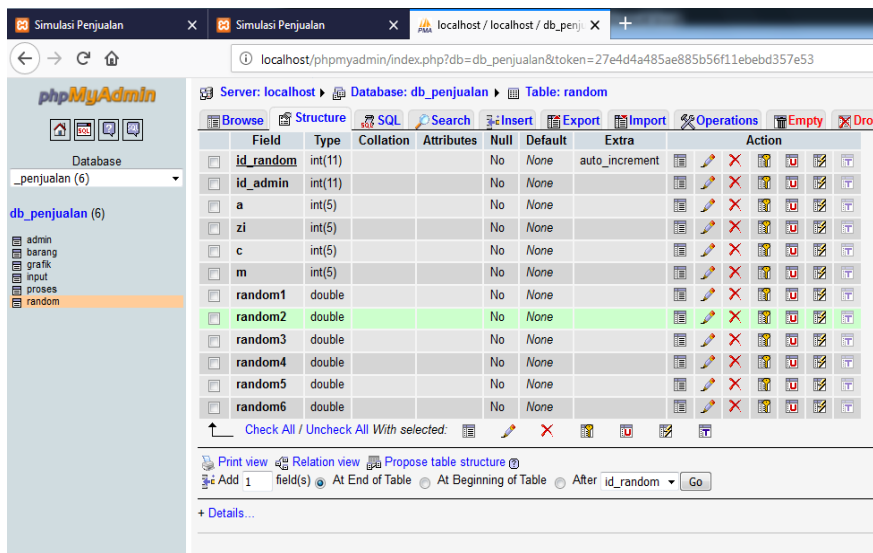 Simulasi Penjualan
Simulasi Penjualan
localhost / localhost / db_penju
localhost/phpmyadmin/index.php?db=db_penjualan&token=27e4d4a485ae885b56f11ebebd357e53
phpMyAdmin
Server: localhost Database: db_penjualan Table: random
Browse Structure SQL Search Insert Export Import Operations Empty Dro
SQL
Database
_penjualan (6)
db_penjualan (6)
admin
barang
grafik
input
proses
random
Field Type Collation Attributes Null Default Extra Action
id_random int(11) No None auto_increment
id_admin int(11) No None
a int(5) No None
zi int(5) No None
c int(5) No None
m int(5) No None
random1 double No None
random2 double No None
random3 double No None
random4 double No None
random5 double No None
random6 double No None
Check All / Uncheck All With selected:
Print view Relation view Propose table structure
Add 1 field(s) At End of Table At Beginning of Table After id_random Go
+ Details...